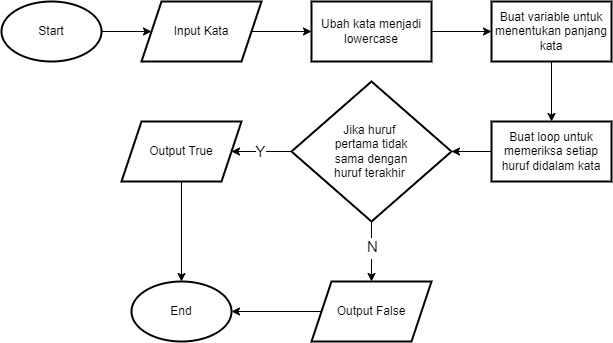 Start
Input Kata
Ubah kata menjadi
lowercase
Buat variable untuk
menentukan panjang
kata
Buat loop untuk
memeriksa setiap
huruf didalam kata
Jika huruf
pertama tidak
sama dengan
huruf terakhir
Y
Output True
N
Output False
End